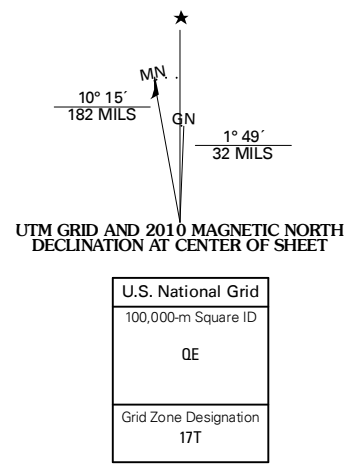 ★
MN
10° 15´
182 MILS
GN
1° 49´
32 MILS
UTM GRID AND 2010 MAGNETIC NORTH
DECLINATION AT CENTER OF SHEET
U.S. National Grid
100,000-m Square ID
QE
Grid Zone Designation
17T